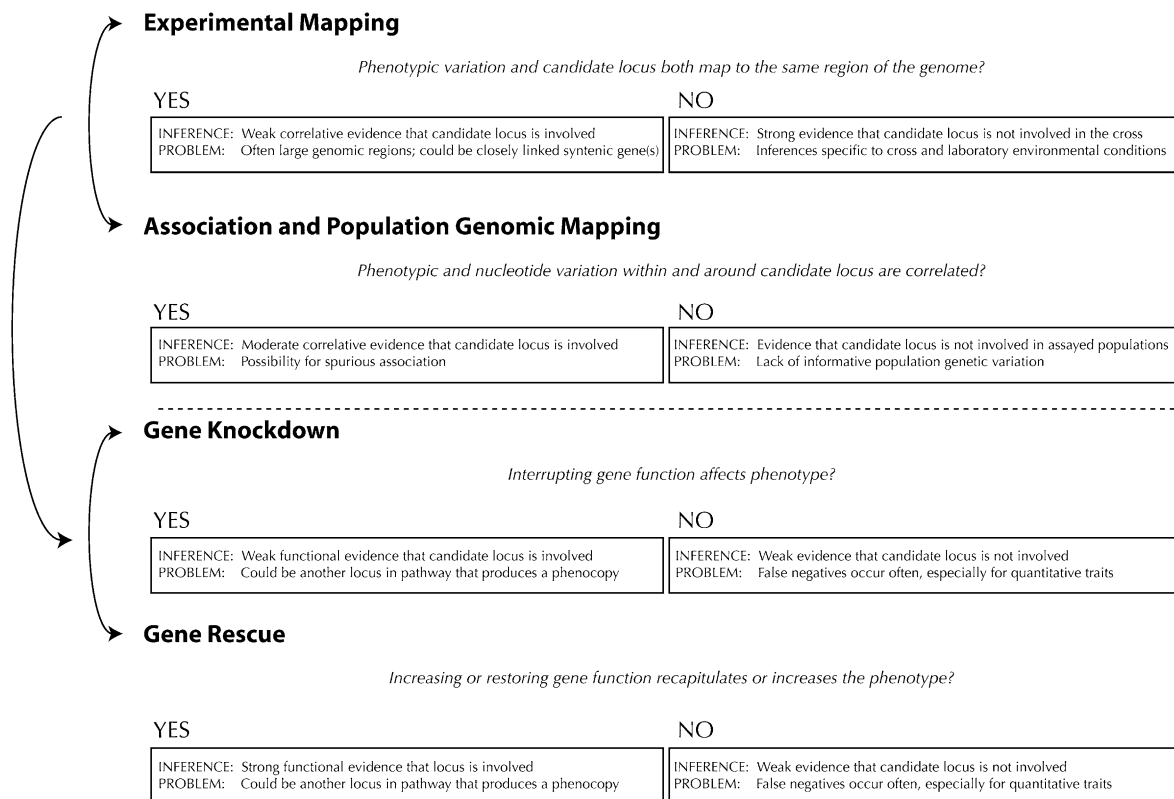 Experimental Mapping
Phenotypic variation and candidate locus both map to the same region of the genome?
YES
INFERENCE: Weak correlative evidence that candidate locus is involved
PROBLEM: Often large genomic regions; could be closely linked syntenic gene(s)
NO
INFERENCE: Strong evidence that candidate locus is not involved in the cross
PROBLEM: Inferences specific to cross and laboratory environmental conditions
Association and Population Genomic Mapping
Phenotypic and nucleotide variation within and around candidate locus are correlated?
YES
INFERENCE: Moderate correlative evidence that candidate locus is involved
PROBLEM: Possibility for spurious association
NO
INFERENCE: Evidence that candidate locus is not involved in assayed populations
PROBLEM: Lack of informative population genetic variation
Gene Knockdown
Interrupting gene function affects phenotype?
YES
INFERENCE: Weak functional evidence that candidate locus is involved
PROBLEM: Could be another locus in pathway that produces a phenocopy
NO
INFERENCE: Weak evidence that candidate locus is not involved
PROBLEM: False negatives occur often, especially for quantitative traits
Gene Rescue
Increasing or restoring gene function recapitulates or increases the phenotype?
YES
INFERENCE: Strong functional evidence that locus is involved
PROBLEM: Could be another locus in pathway that produces a phenocopy
NO
INFERENCE: Weak evidence that candidate locus is not involved
PROBLEM: False negatives occur often, especially for quantitative traits